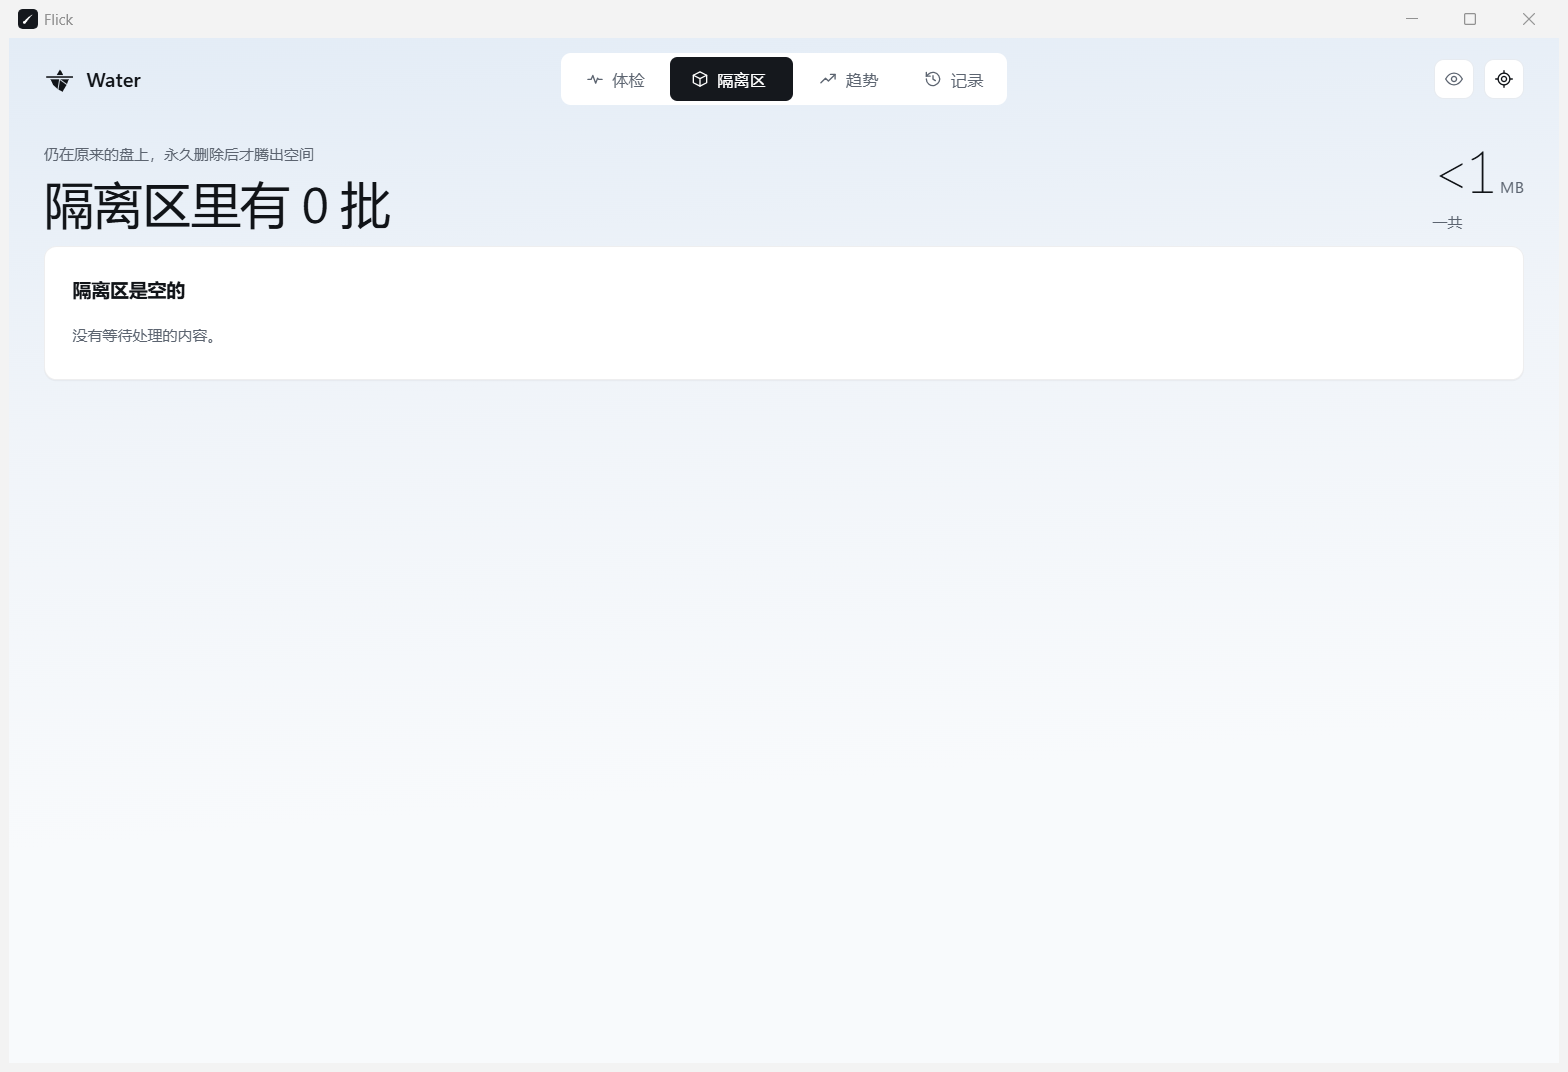 Flick
Water
体检
隔离区
趋势
记录
仍在原来的盘上，永久删除后才腾出空间
隔离区里有 0 批
<1 MB
一共
隔离区是空的
没有等待处理的内容。